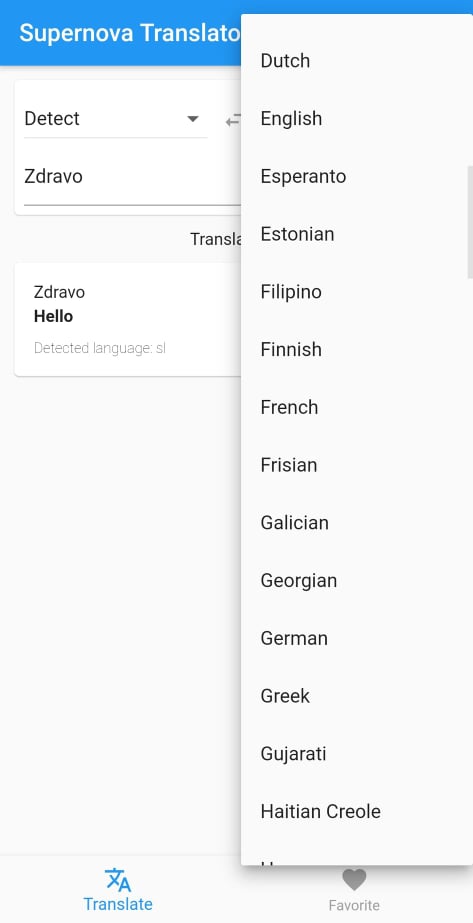 Supernova Translato
Detect
Zdravo
Transla
Zdravo
Hello
Detected language: sl
Dutch
English
Esperanto
Estonian
Filipino
Finnish
French
Frisian
Galician
Georgian
German
Greek
Gujarati
Haitian Creole
Translate
Favorite